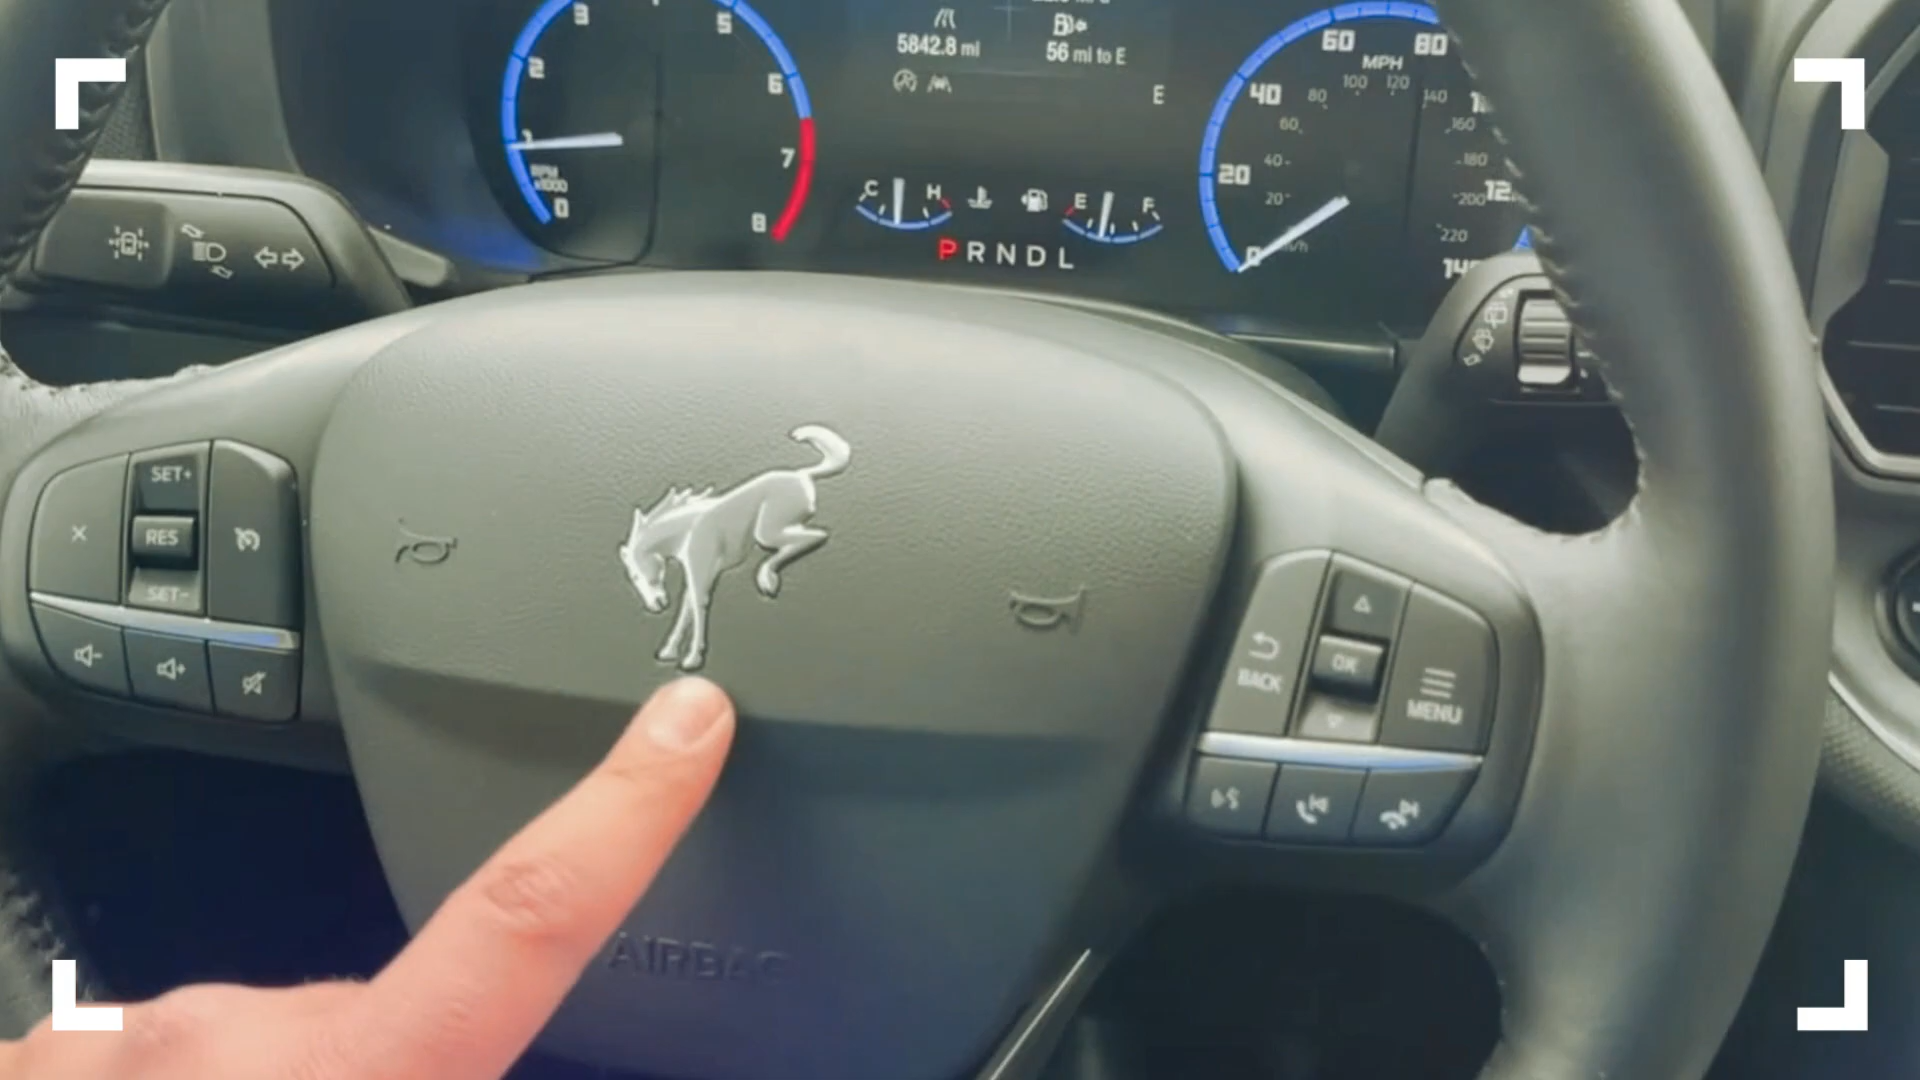 3
5
2
6
1
7
RPM
x1000
0
8
5842.8 mi
56 mi to E
E
C
H
E
F
P R N D L
60
80
MPH
100
120
40
80
140
60
160
20
40
180
20
200
0
220
SET+
RES
SET-
BACK
OK
MENU
AIRBAG